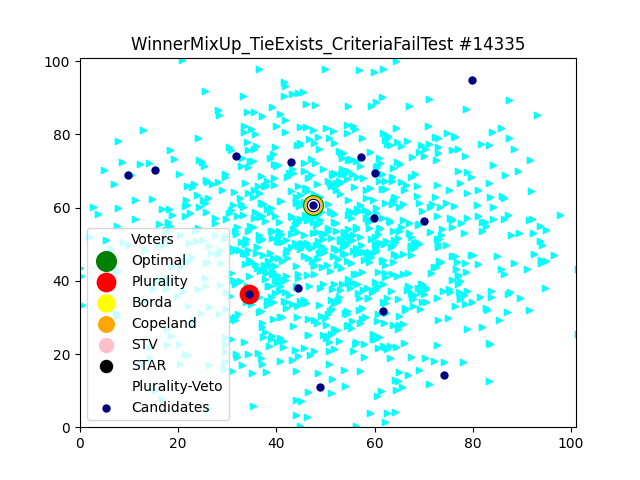 WinnerMixUp_TieExists_CriteriaFailTest #14335
100
80
60
40
20
0
Voters
Optimal
Plurality
Borda
Copeland
STV
STAR
Plurality-Veto
Candidates
0 20 40 60 80 100